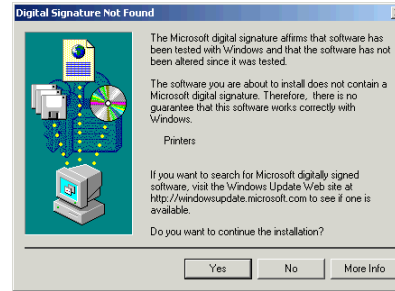 Digital Signature Not Found
The Microsoft digital signature affirms that software has
been tested with Windows and that the software has not
been altered since it was tested.
The software you are about to install does not contain a
Microsoft digital signature. Therefore, there is no
guarantee that this software works correctly with
Windows.
Printers
If you want to search for Microsoft digitally signed
software, visit the Windows Update Web site at
http://windowsupdate.microsoft.com to see if one is
available.
Do you want to continue the installation?
Yes No More Info